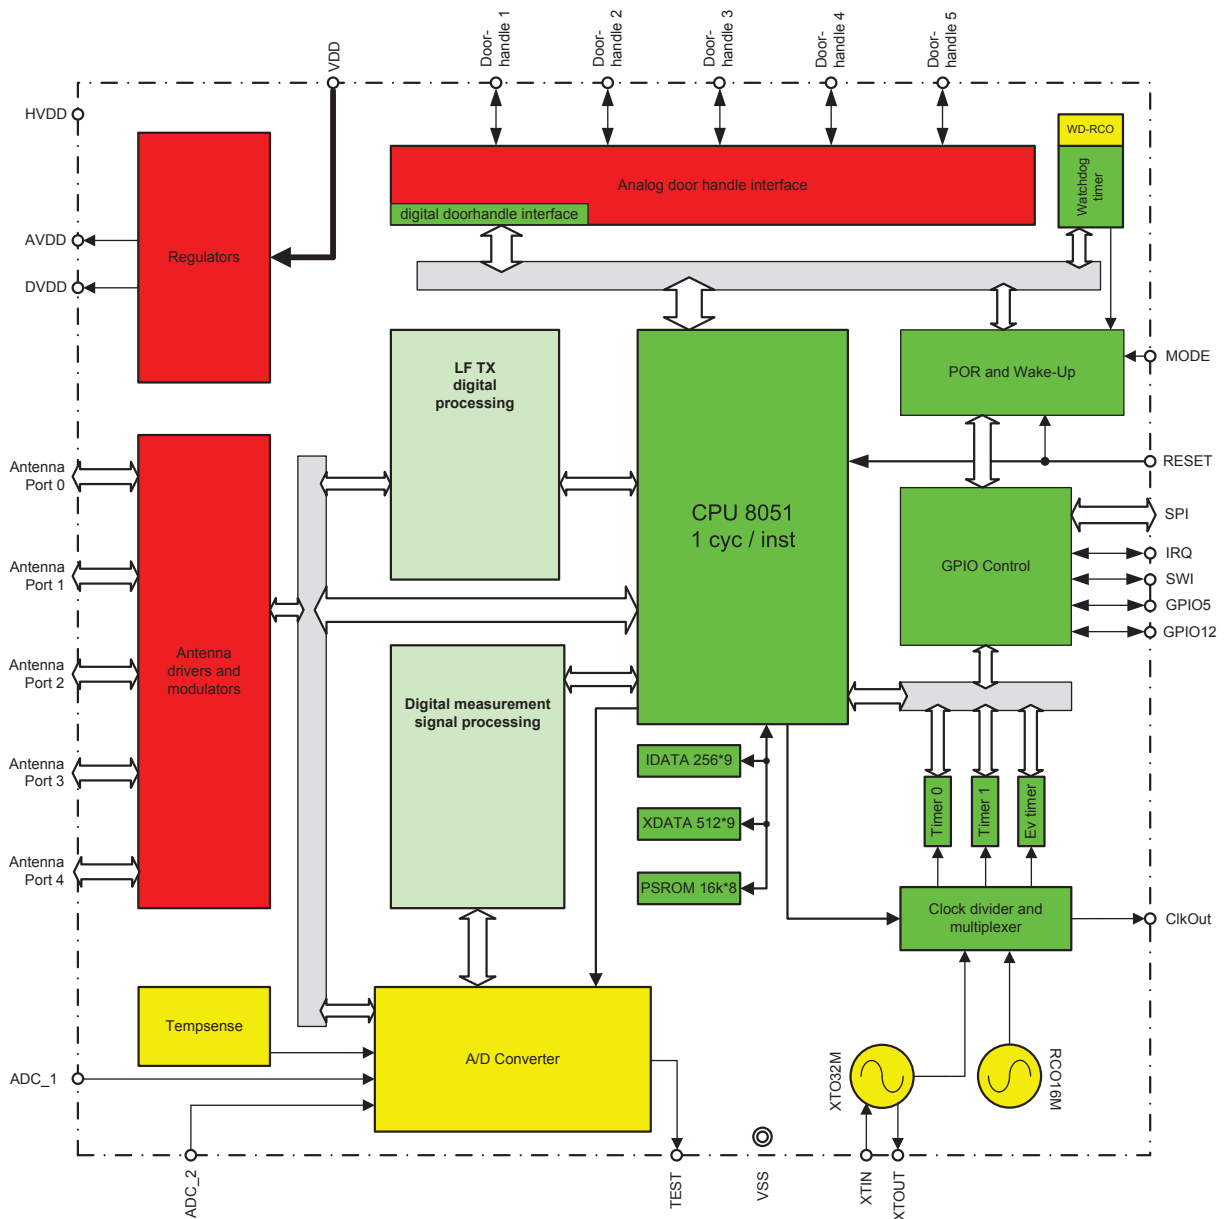 VDD
Door-
handle 1
Door-
handle 2
Door-
handle 3
Door-
handle 4
Door-
handle 5
HVDD
AVDD
DVDD
Regulators
Analog door handle interface
digital doorhandle interface
WD-RCO
Watchdog
timer
LF TX
digital
processing
CPU 8051
1 cyc / inst
POR and Wake-Up
MODE
RESET
SPI
IRQ
SWI
GPIO5
GPIO12
GPIO Control
Antenna
Port 0
Antenna
Port 1
Antenna
Port 2
Antenna
Port 3
Antenna
Port 4
Antenna
drivers and
modulators
Digital measurement
signal processing
IDATA 256*9
XDATA 512*9
PSROM 16k*8
Timer 0
Timer 1
Ev timer
Clock divider and
multiplexer
ClkOut
Tempsense
A/D Converter
ADC_1
ADC_2
TEST
VSS
XTO32M
RCO16M
XTIN
XTOUT